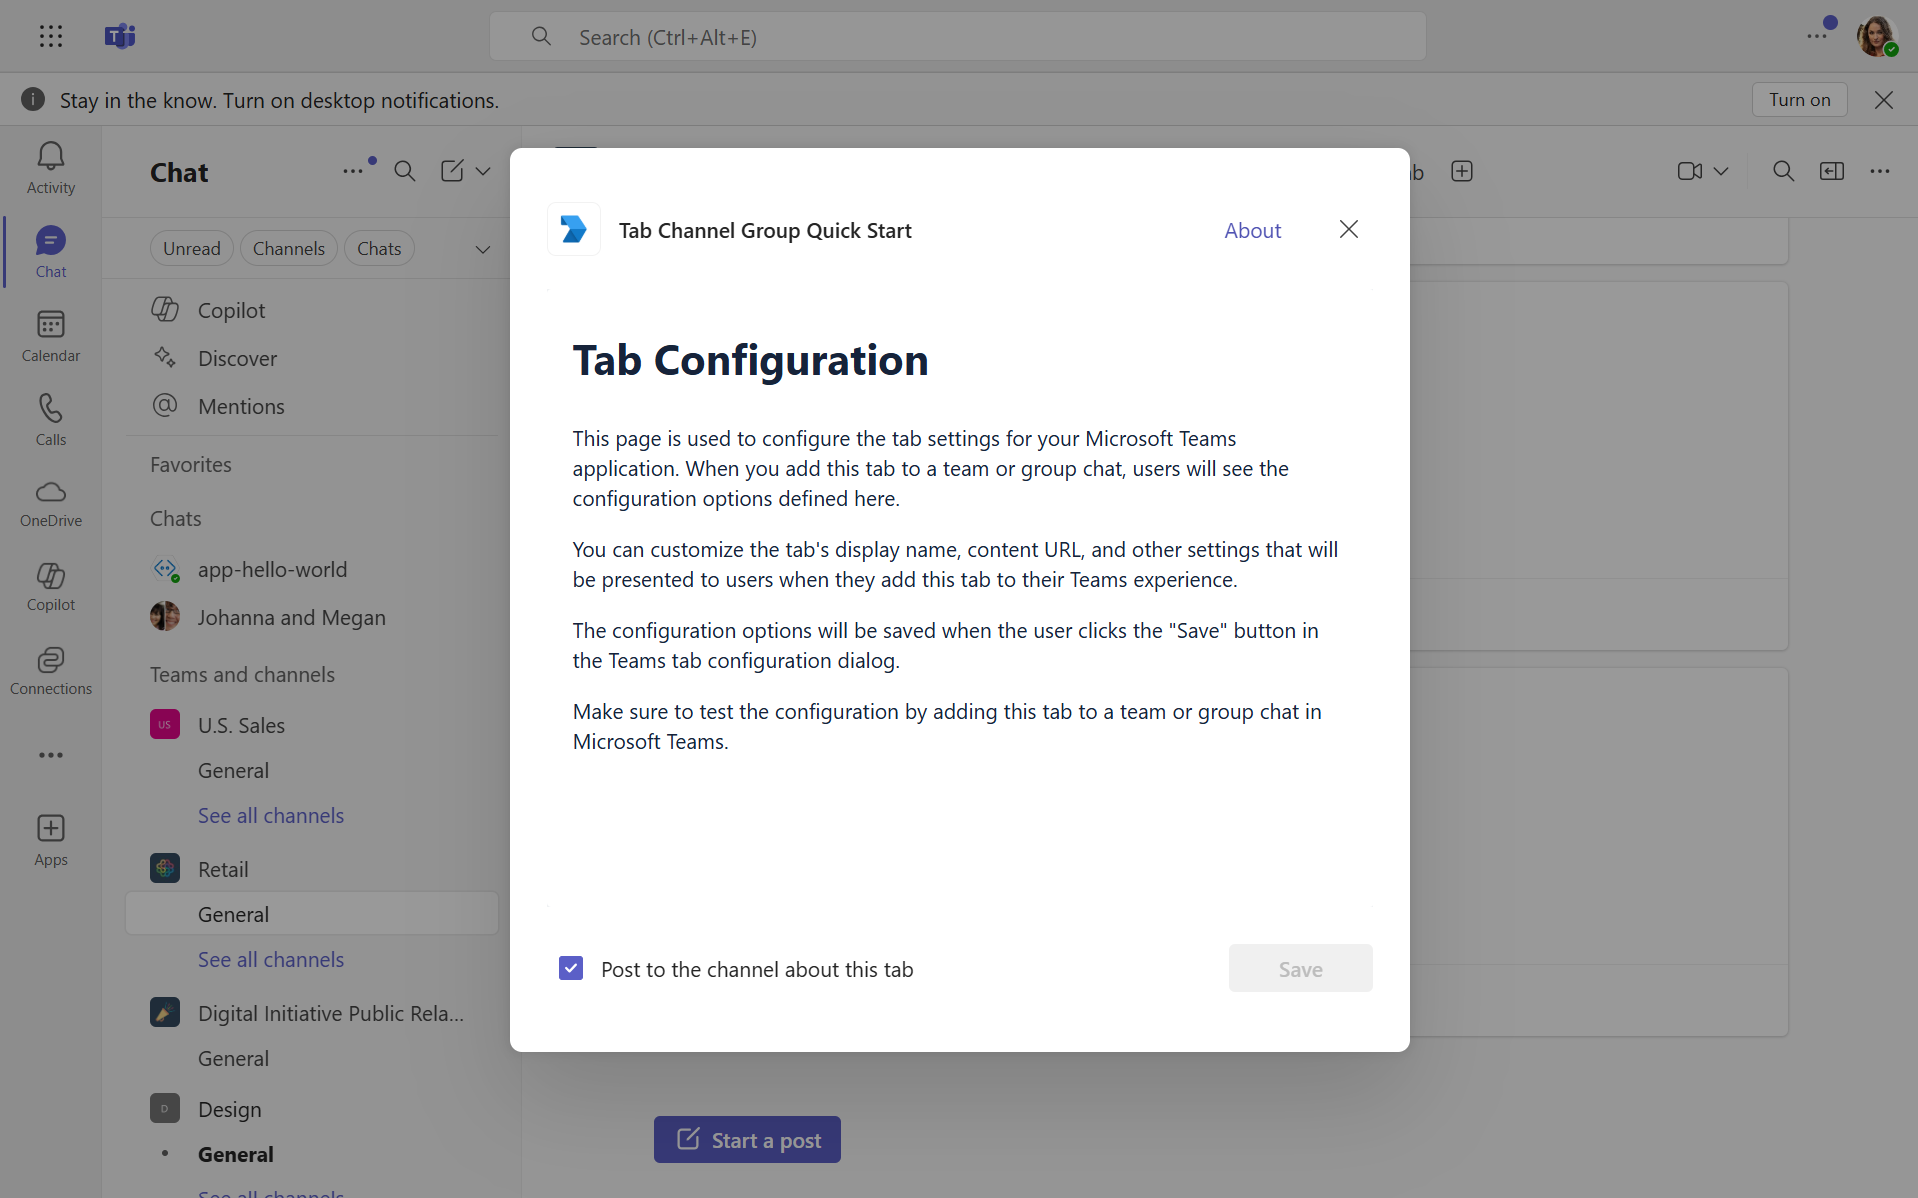 Search (Ctrl+Alt+E)
Stay in the know. Turn on desktop notifications.
Turn on
Activity
Chat
Calendar
Calls
OneDrive
Copilot
Connections
Apps
Chat
Unread
Channels
Chats
Copilot
Discover
Mentions
Favorites
Chats
app-hello-world
Johanna and Megan
Teams and channels
US
U.S. Sales
General
See all channels
Retail
General
See all channels
Digital Initiative Public Rela...
General
D
Design
General
See all channels
Tab Channel Group Quick Start
About
Tab Configuration
This page is used to configure the tab settings for your Microsoft Teams
application. When you add this tab to a team or group chat, users will see the
configuration options defined here.
You can customize the tab's display name, content URL, and other settings that will
be presented to users when they add this tab to their Teams experience.
The configuration options will be saved when the user clicks the "Save" button in
the Teams tab configuration dialog.
Make sure to test the configuration by adding this tab to a team or group chat in
Microsoft Teams.
Post to the channel about this tab
Save
Start a post